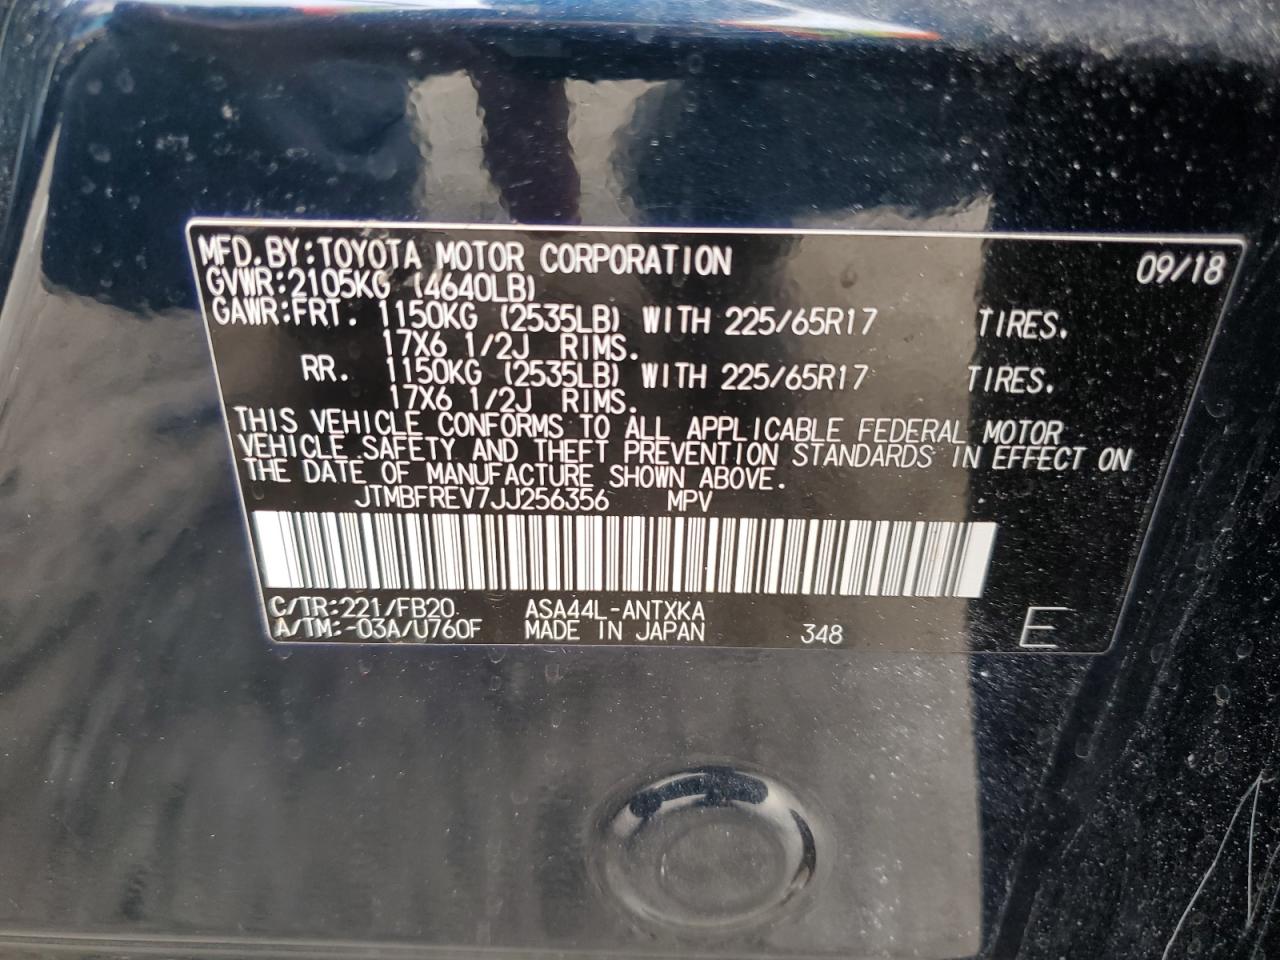 MFD.BY:TOYOTA MOTOR CORPORATION 09/18
GVWR:2105KG (4640LB)
GAWR:FRT. 1150KG (2535LB) WITH 225/65R17 TIRES.
17X6 1/2J RIMS.
RR. 1150KG (2535LB) WITH 225/65R17 TIRES.
17X6 1/2J RIMS.
THIS VEHICLE CONFORMS TO ALL APPLICABLE FEDERAL MOTOR
VEHICLE SAFETY AND THEFT PREVENTION STANDARDS IN EFFECT ON
THE DATE OF MANUFACTURE SHOWN ABOVE.
JTMBFREV7JJ256356 MPV
C/TR:221/FB20 ASA44L-ANTXKA
A/TM:-03A/U760F MADE IN JAPAN 348 E